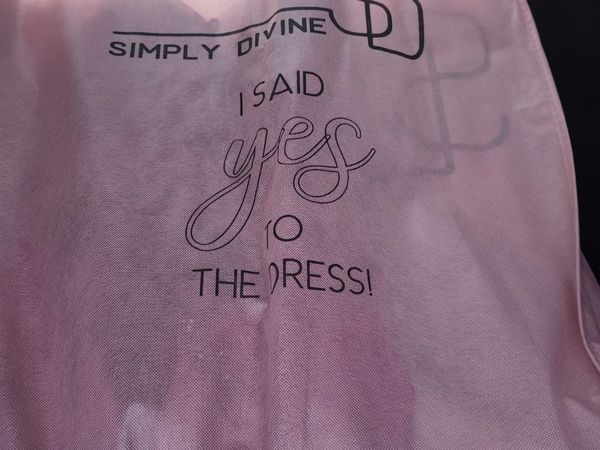 SIMPLY DIVINE
I SAID
yes
TO
THE DRESS!